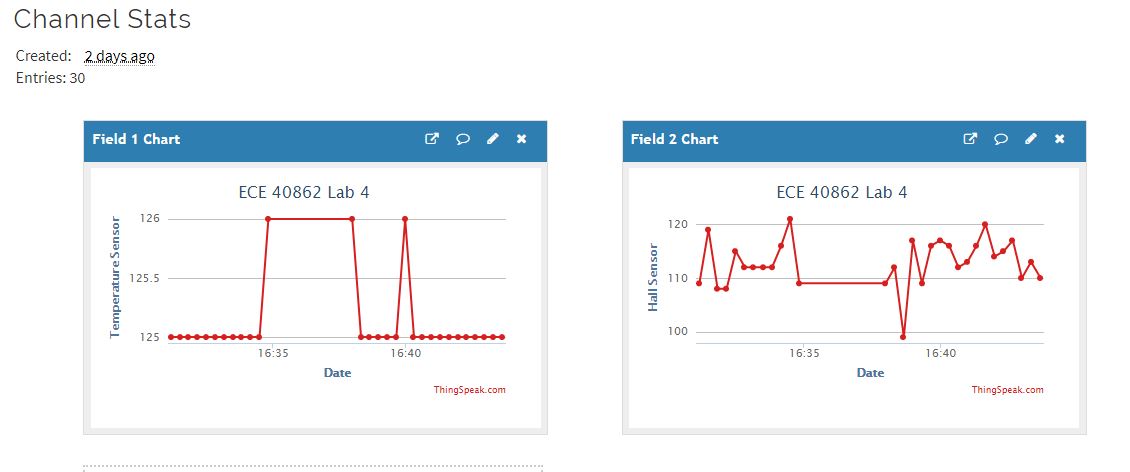 Channel Stats
Created: 2 days ago
Entries: 30
Field 1 Chart
ECE 40862 Lab 4
Temperature Sensor
126
125.5
125
16:35
16:40
Date
ThingSpeak.com
Field 2 Chart
ECE 40862 Lab 4
Hall Sensor
120
110
100
16:35
16:40
Date
ThingSpeak.com